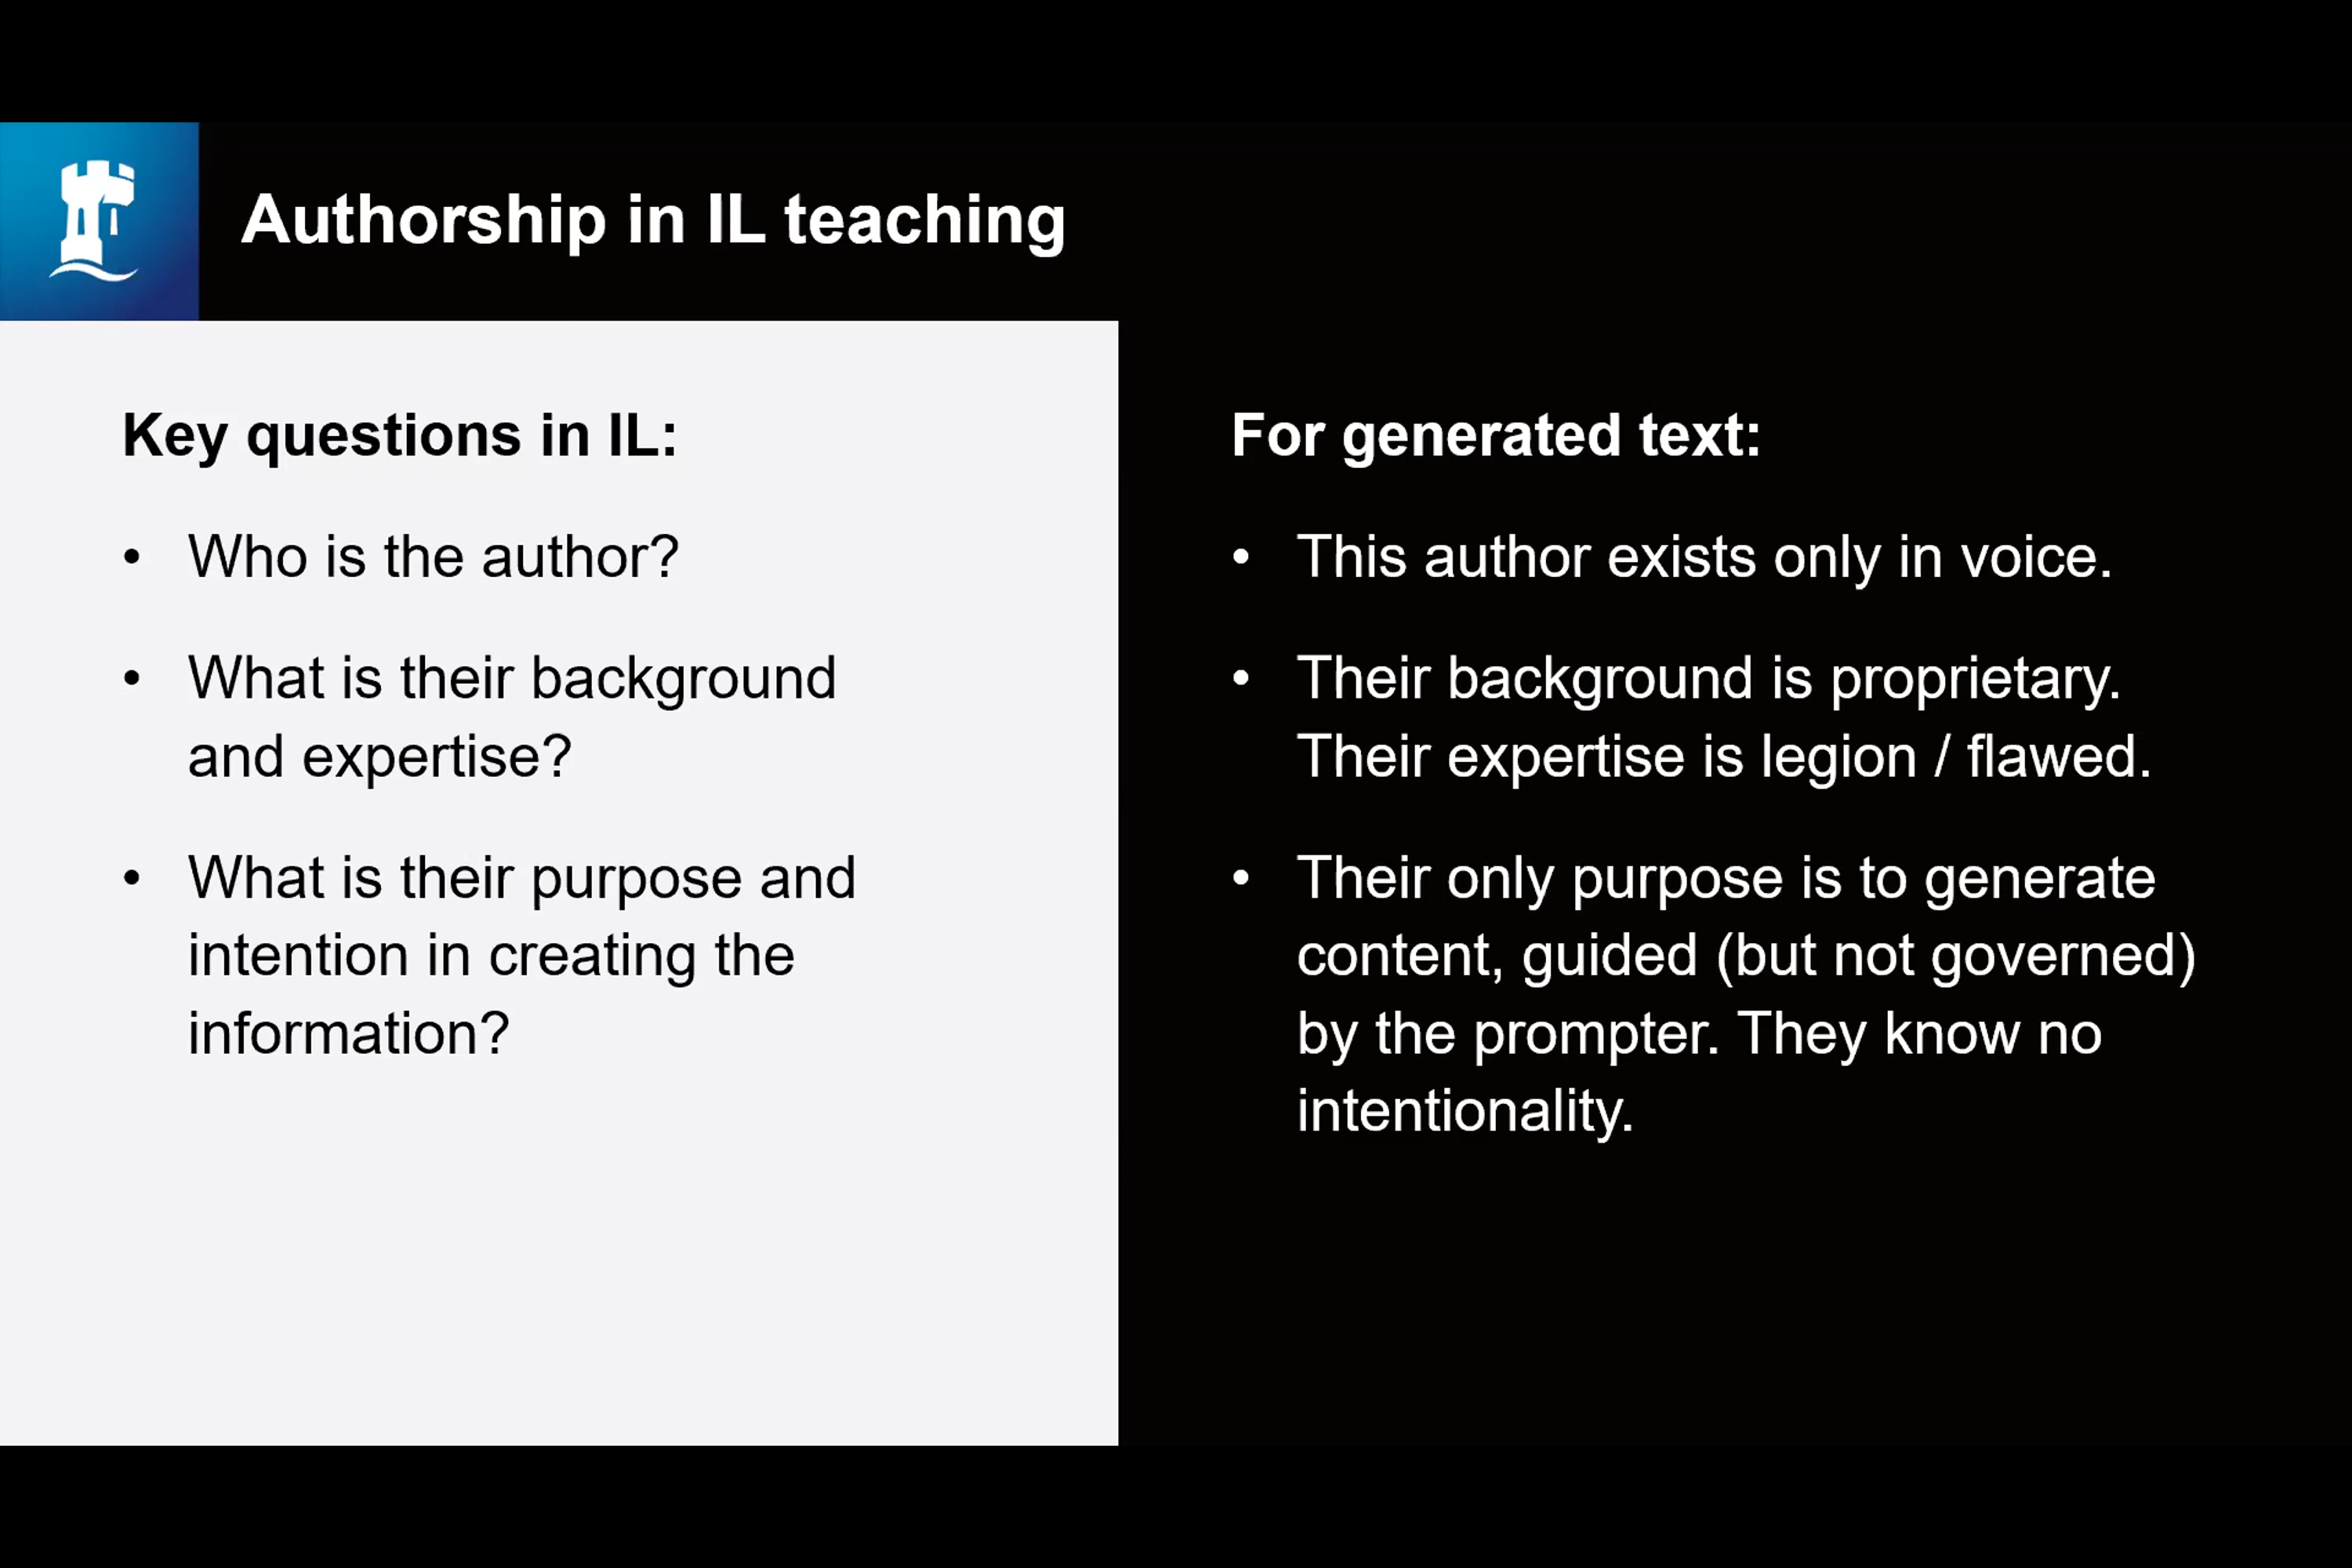 Authorship in IL teaching
Key questions in IL:
• Who is the author?
• What is their background
and expertise?
• What is their purpose and
intention in creating the
information?
For generated text:
• This author exists only in voice.
• Their background is proprietary.
Their expertise is legion / flawed.
• Their only purpose is to generate
content, guided (but not governed)
by the prompter. They know no
intentionality.